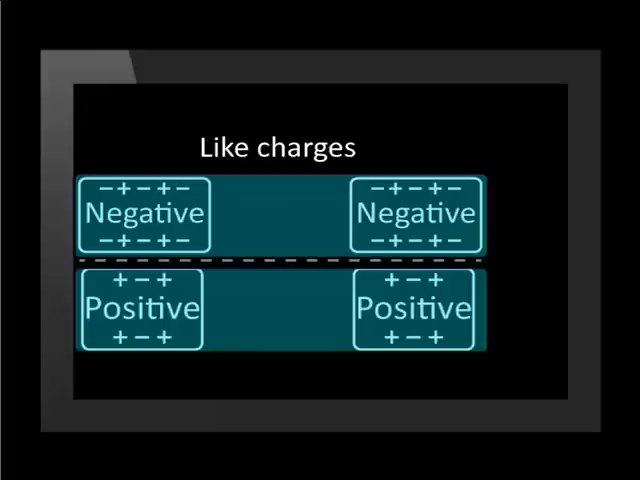 Like charges
−+−+− −+−+−
Negative Negative
−+−+− −+−+−
+−+ +−+
Positive Positive
+−+ +−+